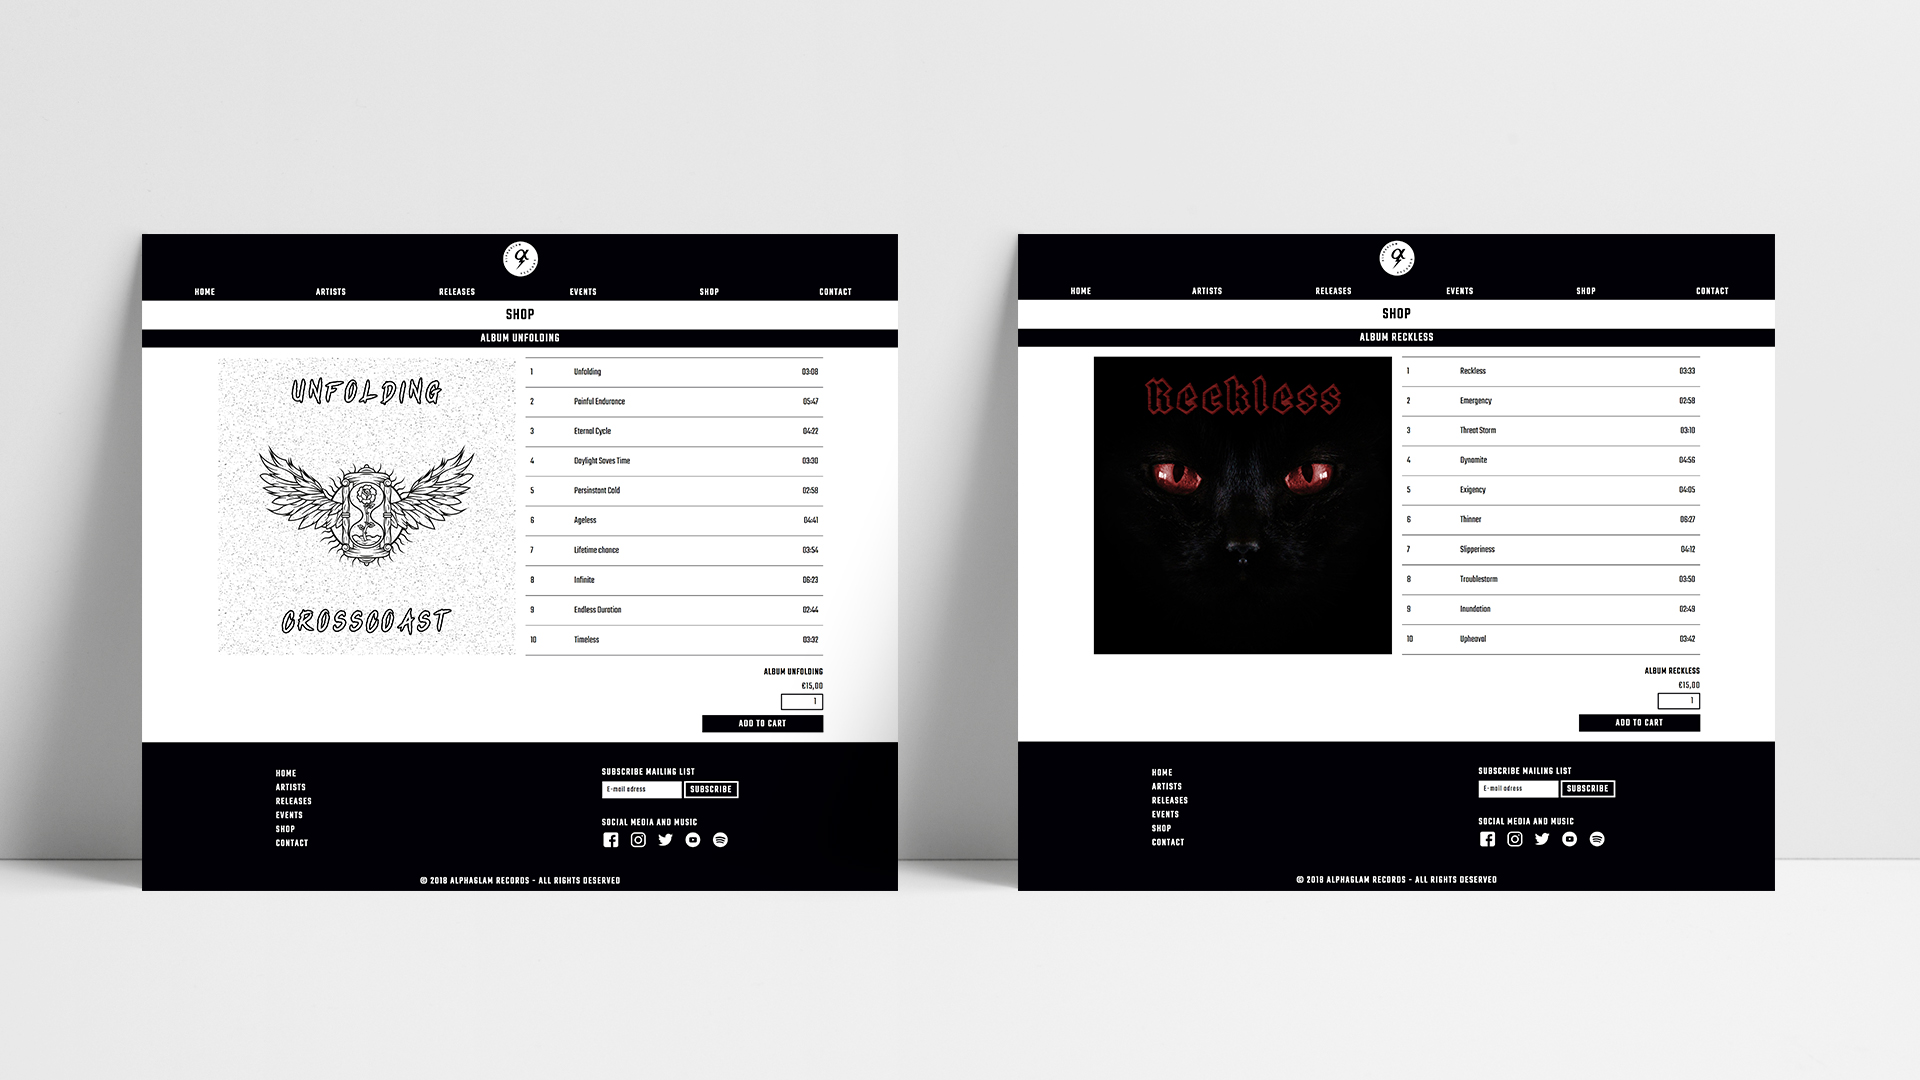 HOME ARTISTS RELEASES EVENTS SHOP CONTACT
SHOP
ALBUM UNFOLDING
UNFOLDING
CROSSCOAST
1 Unfolding 03:08
2 Painful Endurance 05:47
3 Eternal Cycle 04:22
4 Daylight Saves Time 03:30
5 Persinstant Cold 02:58
6 Ageless 04:41
7 Lifetime chance 03:54
8 Infinite 06:23
9 Endless Duration 02:44
10 Timeless 03:32
ALBUM UNFOLDING
€15,00
1
ADD TO CART
HOME
ARTISTS
RELEASES
EVENTS
SHOP
CONTACT
SUBSCRIBE MAILING LIST
E-mail adress SUBSCRIBE
SOCIAL MEDIA AND MUSIC
© 2018 ALPHAGLAM RECORDS - ALL RIGHTS DESERVED
HOME ARTISTS RELEASES EVENTS SHOP CONTACT
SHOP
ALBUM RECKLESS
Reckless
1 Reckless 03:33
2 Emergency 02:58
3 Threat Storm 03:10
4 Dynamite 04:56
5 Exigency 04:05
6 Thinner 06:27
7 Slipperiness 04:12
8 Troublestorm 03:50
9 Inundation 02:49
10 Upheaval 03:42
ALBUM RECKLESS
€15,00
1
ADD TO CART
HOME
ARTISTS
RELEASES
EVENTS
SHOP
CONTACT
SUBSCRIBE MAILING LIST
E-mail adress SUBSCRIBE
SOCIAL MEDIA AND MUSIC
© 2018 ALPHAGLAM RECORDS - ALL RIGHTS DESERVED